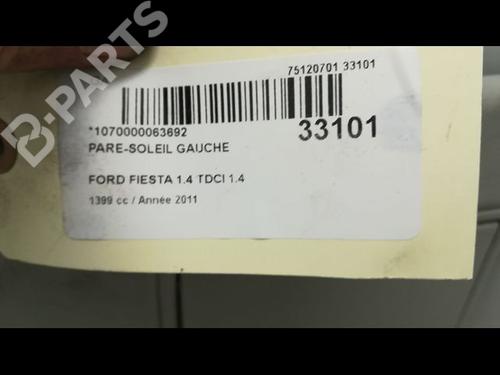 75120701 33101
*1070000063692
33101
PARE-SOLEIL GAUCHE
FORD FIESTA 1.4 TDCI 1.4
1399 cc / Année 2011
B-PARTS